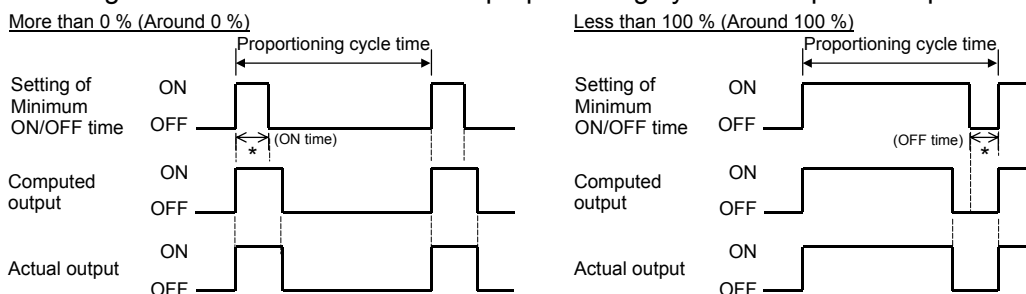 More than 0 % (Around 0 %)
Proportioning cycle time
Setting of
Minimum
ON/OFF time
ON
OFF
(ON time)
*
Computed
output
ON
OFF
Actual output
ON
OFF
Less than 100 % (Around 100 %)
Proportioning cycle time
Setting of
Minimum
ON/OFF time
ON
OFF
(OFF time)
*
Computed
output
ON
OFF
Actual output
ON
OFF